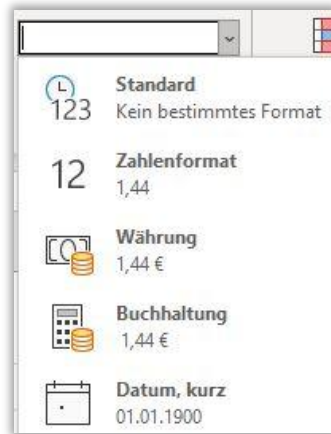 Standard
123
Kein bestimmtes Format
12
Zahlenformat
1,44
Währung
1,44 €
Buchhaltung
1,44 €
Datum, kurz
01.01.1900